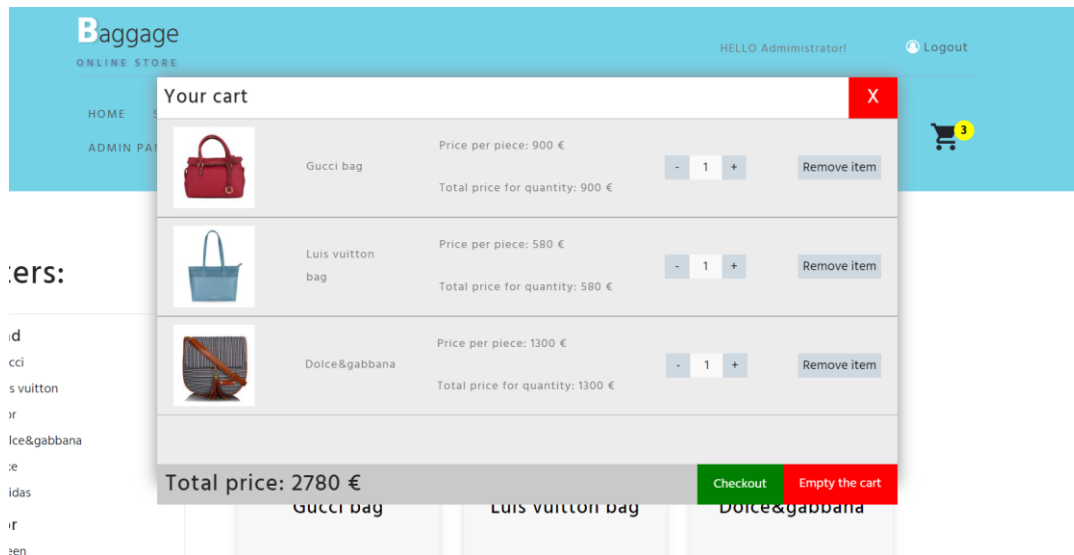 Baggage
ONLINE STORE
HELLO Admimistrator!
Logout
HOME
ADMIN PAN
3
Your cart
X
Gucci bag
Price per piece: 900 €
Total price for quantity: 900 €
- 1 +
Remove item
Luis vuitton
bag
Price per piece: 580 €
Total price for quantity: 580 €
- 1 +
Remove item
Dolce&gabbana
Price per piece: 1300 €
Total price for quantity: 1300 €
- 1 +
Remove item
Total price: 2780 €
Checkout
Empty the cart
ers:
cci
s vuitton
lce&gabbana
idas
een
Gucci bag
Luis vuitton bag
Dolce&gabbana